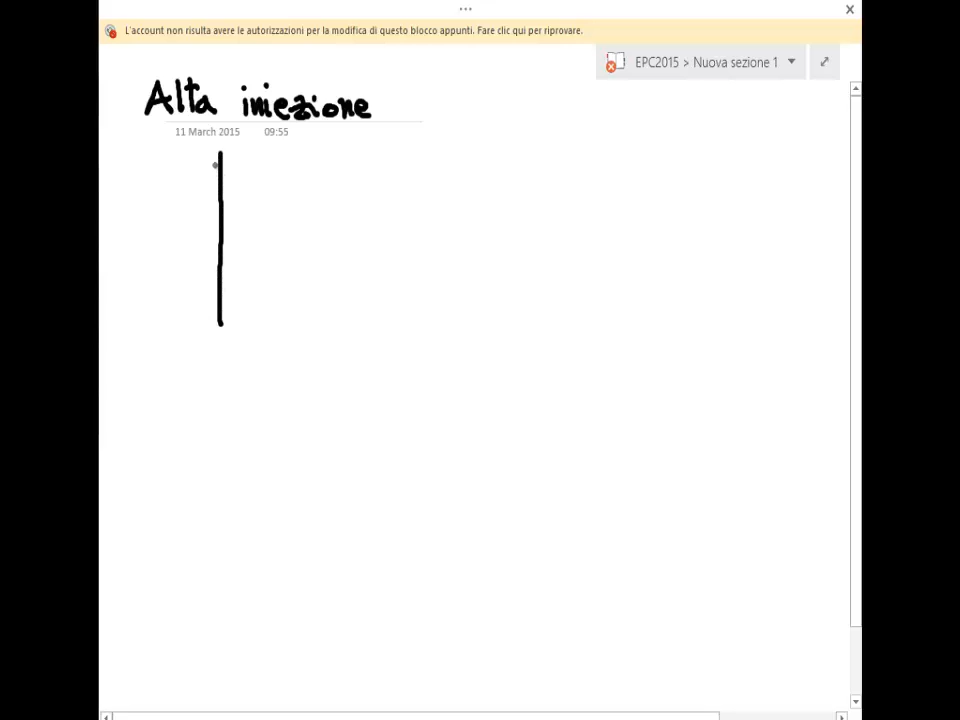 L'account non risulta avere le autorizzazioni per la modifica di questo blocco appunti. Fare clic qui per riprovare.
EPC2015 > Nuova sezione 1
Alta iniezione
11 March 2015 09:55